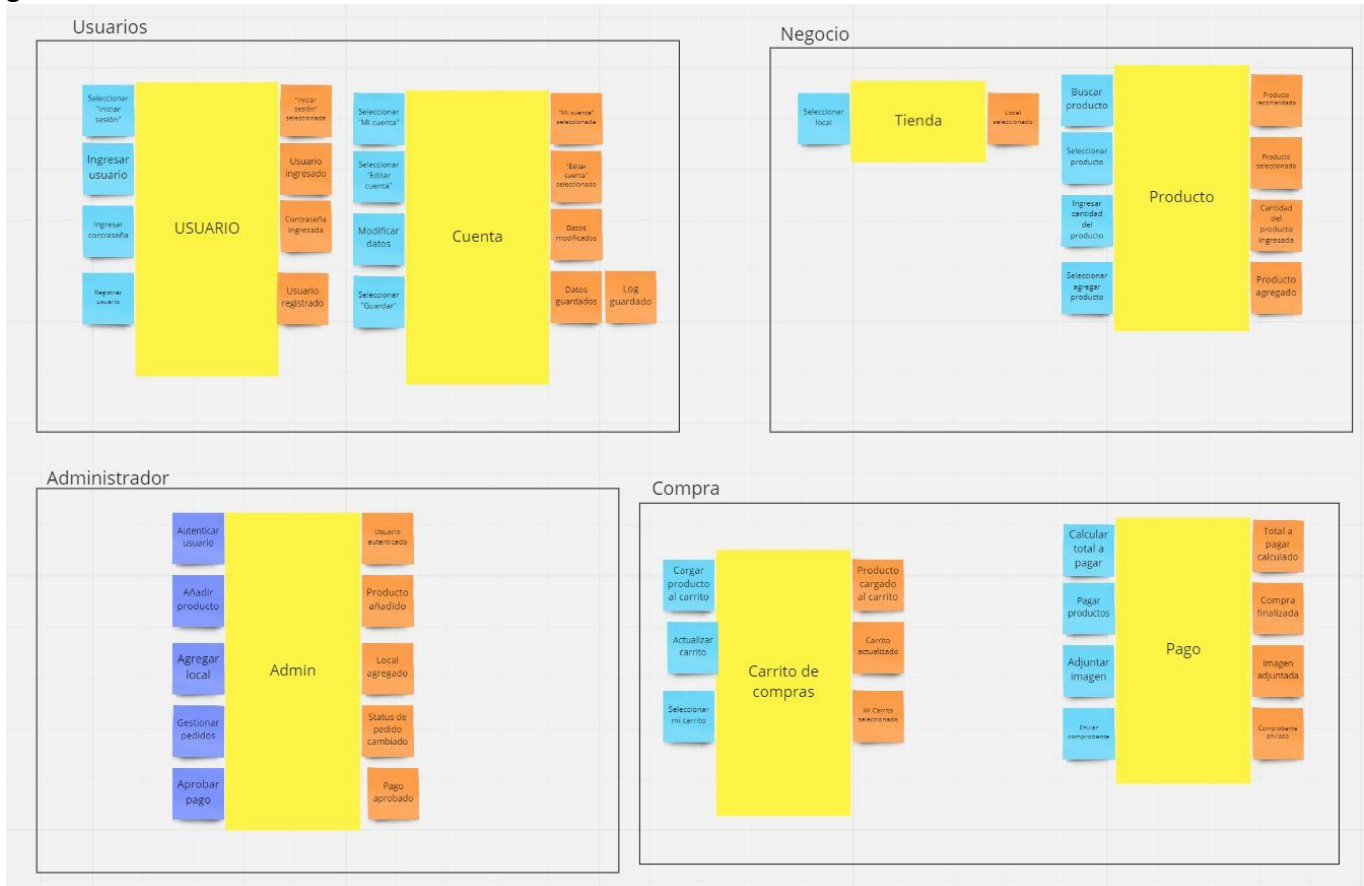 Usuarios
Seleccionar
"Iniciar
sesión"
Ingresar
usuario
Ingresar
contraseña
Registrar
usuario
USUARIO
"Iniciar
sesión"
seleccionada
Usuario
ingresado
Contraseña
ingresada
Usuario
registrado
Seleccionar
"Mi cuenta"
Seleccionar
"Editar
cuenta"
Modificar
datos
Seleccionar
"Guardar"
Cuenta
"Mi cuenta"
seleccionada
"Editar
cuenta"
seleccionado
Datos
modificados
Datos
guardados
Log
guardado
Negocio
Seleccionar
local
Tienda
Local
seleccionado
Buscar
producto
Seleccionar
producto
Ingresar
cantidad
del
producto
Seleccionar
agregar
producto
Producto
Producto
recomendado
Producto
seleccionado
Cantidad
del
producto
ingresada
Producto
agregado
Administrador
Autenticar
usuario
Añadir
producto
Agregar
local
Gestionar
pedidos
Aprobar
pago
Admin
Usuario
autenticado
Producto
añadido
Local
agregado
Status de
pedido
cambiado
Pago
aprobado
Compra
Cargar
producto
al carrito
Actualizar
carrito
Seleccionar
mi carrito
Carrito de
compras
Producto
cargado
al carrito
Carrito
actualizado
Mi Carrito
seleccionado
Calcular
total a
pagar
Pagar
productos
Adjuntar
imagen
Enviar
comprobante
Pago
Total a
pagar
calculado
Compra
finalizada
Imagen
adjuntada
Comprobante
enviado